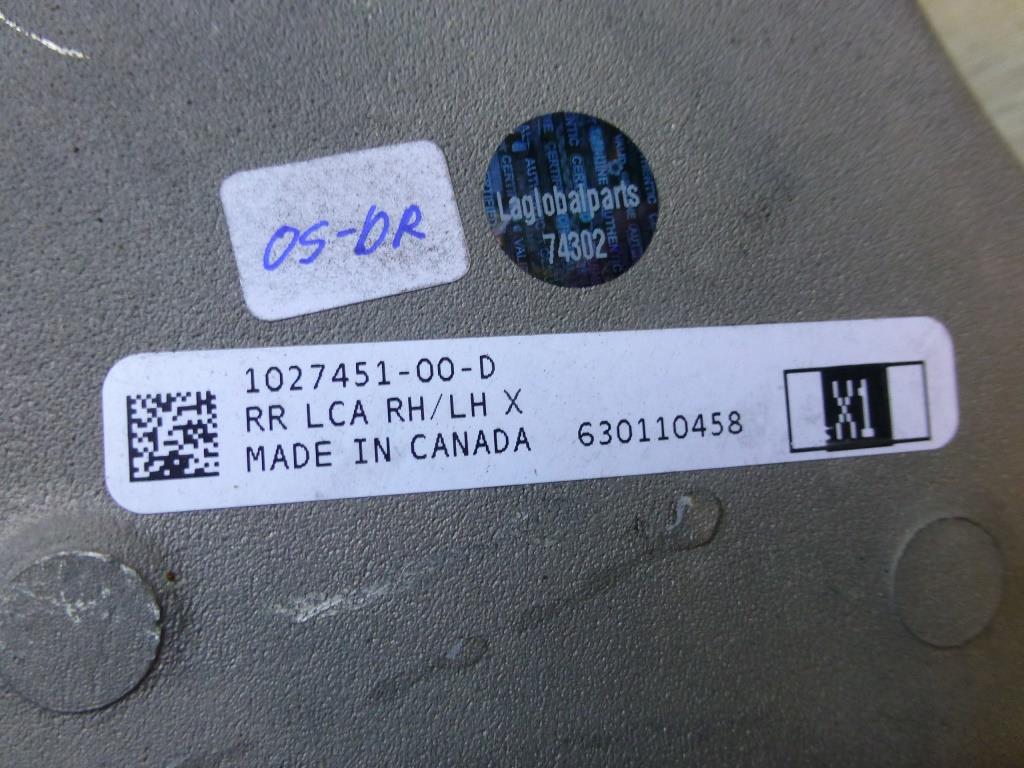 OS-DR
Laglobalparts
74302
1027451-00-D
RR LCA RH/LH X
MADE IN CANADA 630110458
X1